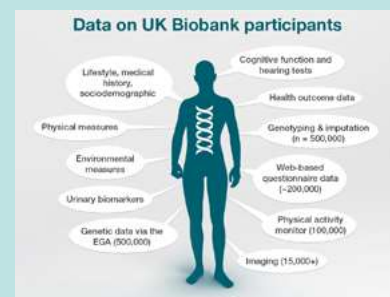 Data on UK Biobank participants
Cognitive function and
hearing tests
Lifestyle, medical
history,
sociodemographic
Health outcome data
Physical measures
Genotyping & imputation
(n = 500,000)
Environmental
measures
Web-based
questionnaire data
(~200,000)
Urinary biomarkers
Physical activity
monitor (100,000)
Genetic data via the
EGA (500,000)
Imaging (15,000+)